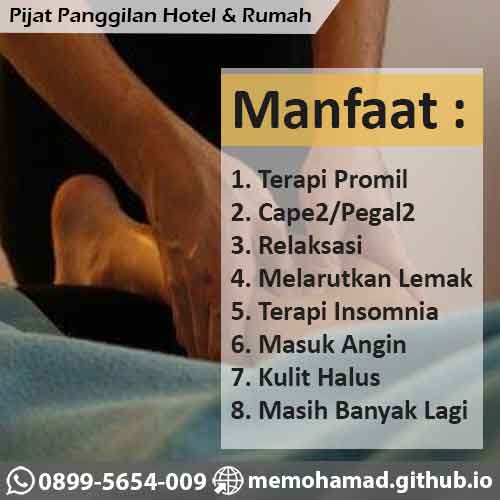 Pijat Panggilan Hotel & Rumah
Manfaat :
1. Terapi Promil
2. Cape2/Pegal2
3. Relaksasi
4. Melarutkan Lemak
5. Terapi Insomnia
6. Masuk Angin
7. Kulit Halus
8. Masih Banyak Lagi
0899-5654-009 memohamad.github.io